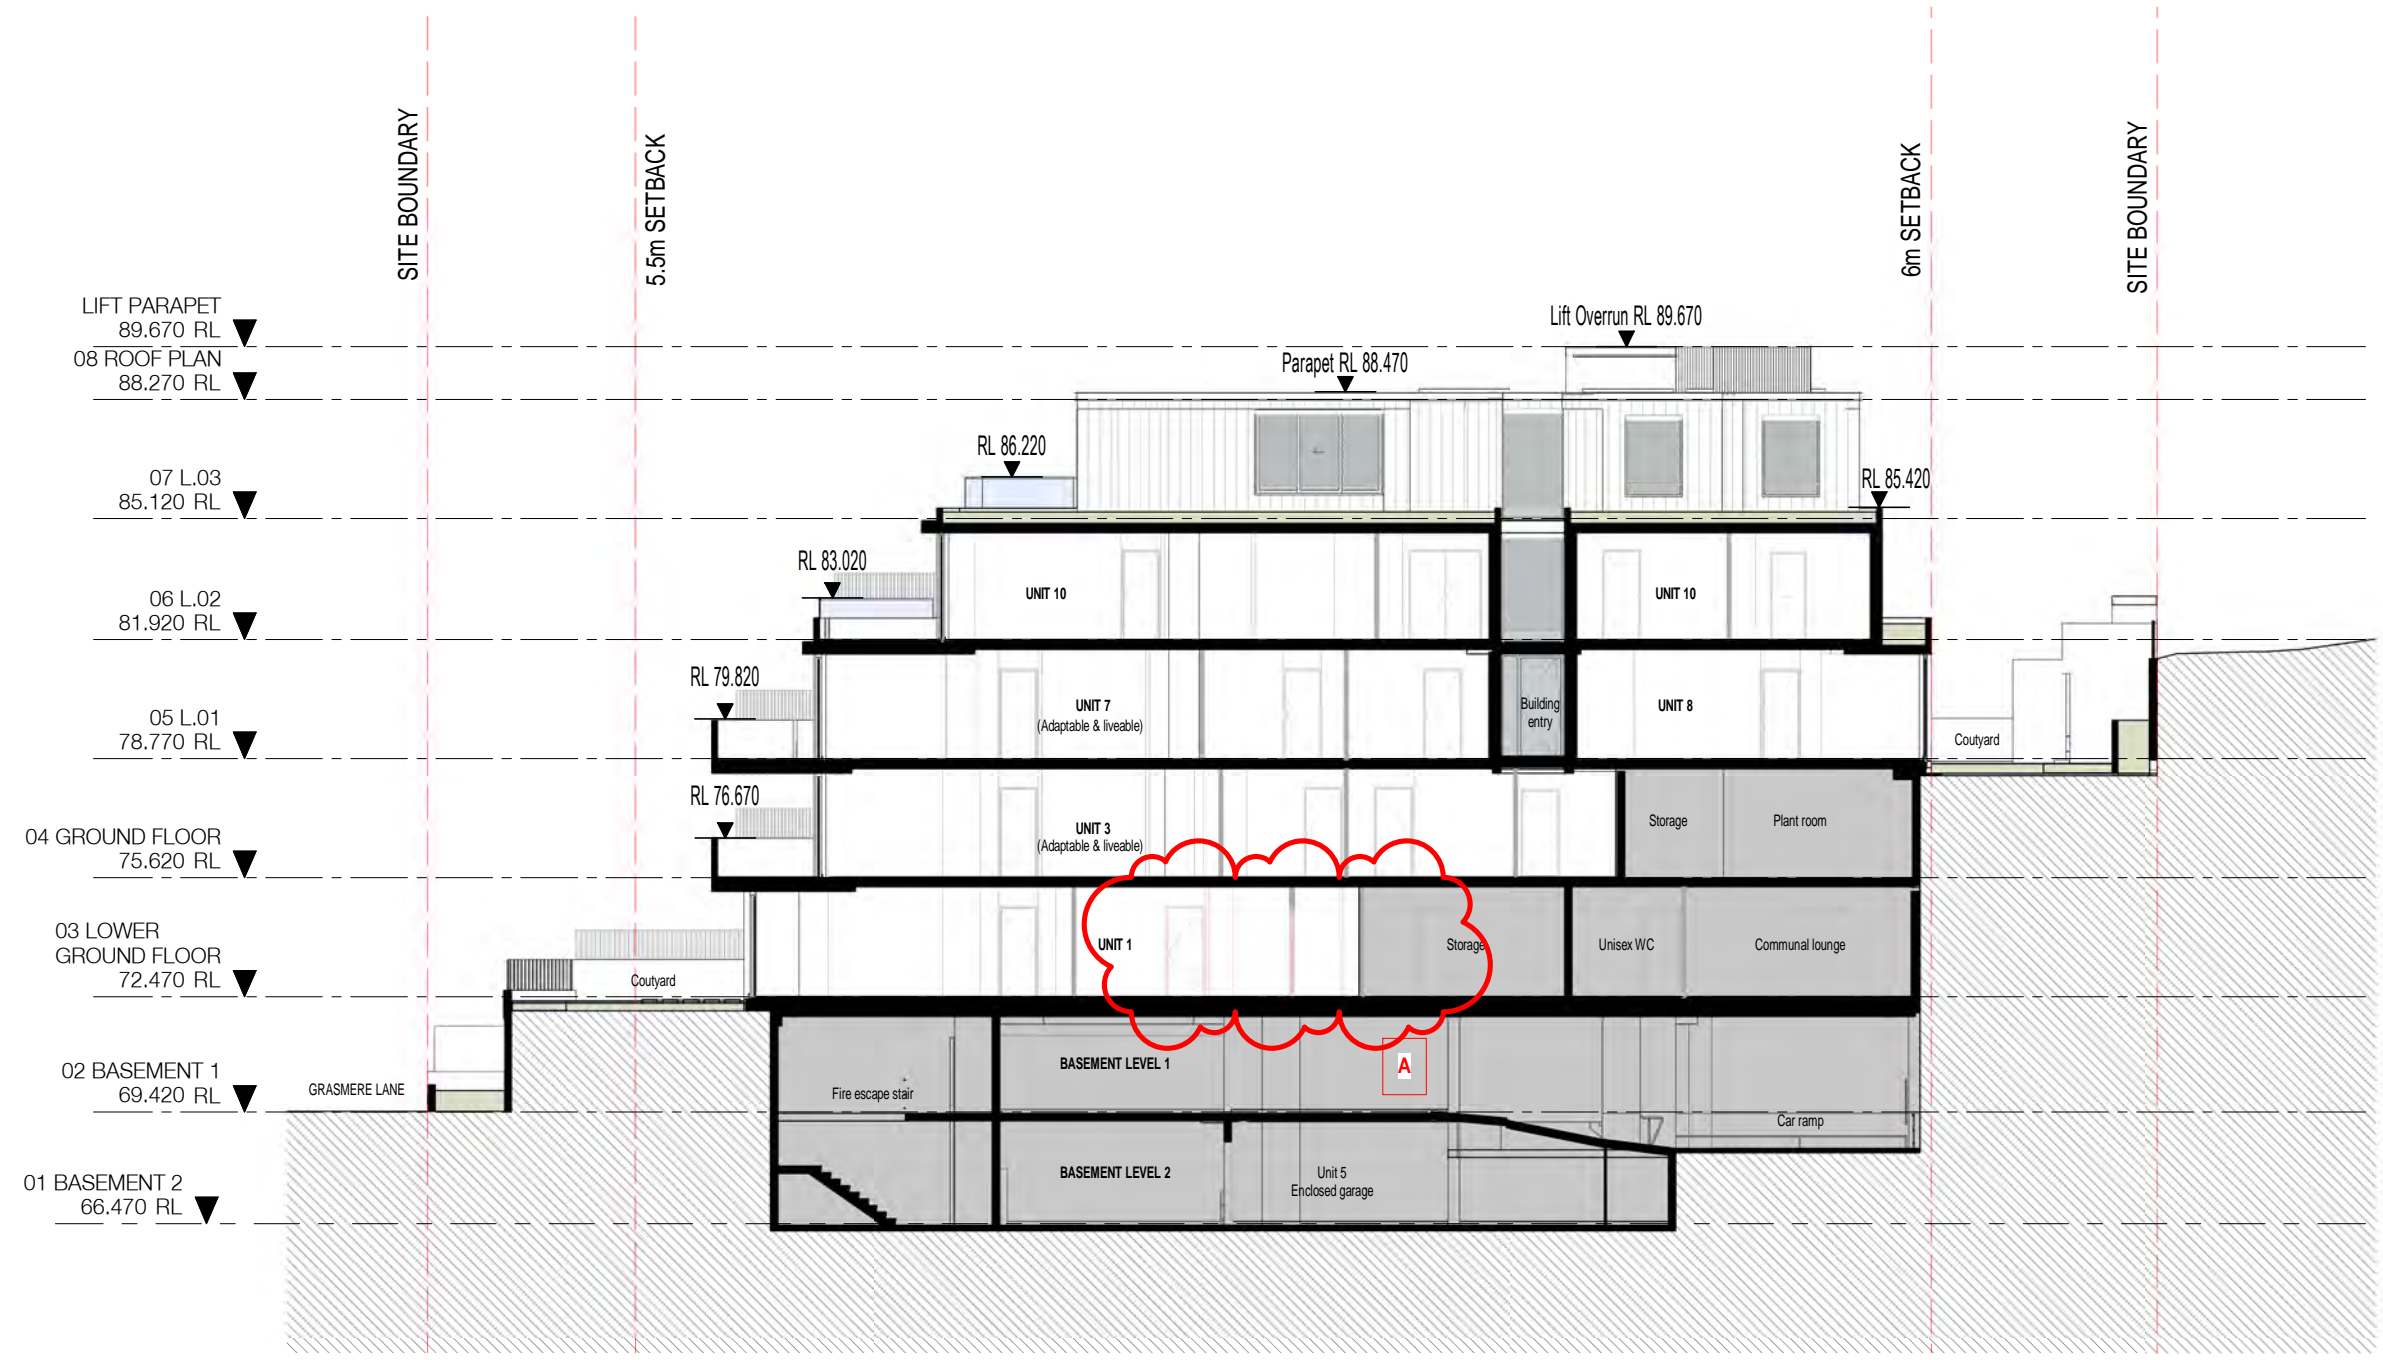 SITE BOUNDARY
5.5m SETBACK
6m SETBACK
SITE BOUNDARY
LIFT PARAPET
89.670 RL
08 ROOF PLAN
88.270 RL
07 L.03
85.120 RL
06 L.02
81.920 RL
05 L.01
78.770 RL
04 GROUND FLOOR
75.620 RL
03 LOWER
GROUND FLOOR
72.470 RL
02 BASEMENT 1
69.420 RL
01 BASEMENT 2
66.470 RL
Lift Overrun RL 89.670
Parapet RL 88.470
RL 86.220
RL 85.420
RL 83.020
UNIT 10
UNIT 10
RL 79.820
UNIT 7
(Adaptable & liveable)
Building
entry
UNIT 8
Coutyard
RL 76.670
UNIT 3
(Adaptable & liveable)
Storage
Plant room
Coutyard
UNIT 1
Storage
Unisex WC
Communal lounge
GRASMERE LANE
Fire escape stair
BASEMENT LEVEL 1
A
Car ramp
BASEMENT LEVEL 2
Unit 5
Enclosed garage